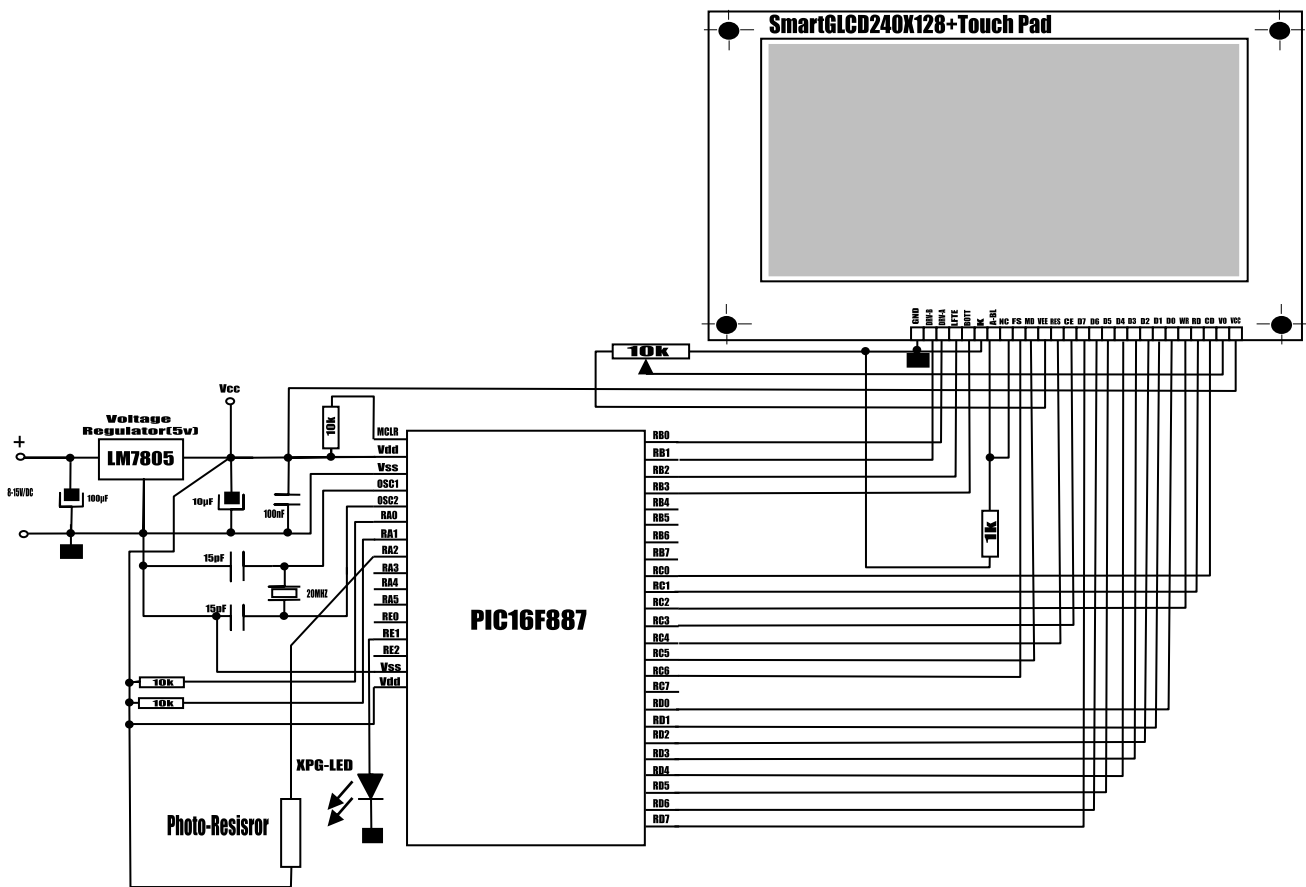 SmartGLCD240X128+Touch Pad
GND
DRV-B
DRV-A
LFTE
BOTT
K
A-BL
NC
FS
MD
VEE
RES
CE
D7
D6
D5
D4
D3
D2
D1
D0
WR
RD
CD
V0
VCC
10k
Vcc
Voltage
Regulator(5v)
LM7805
+
8-15V/DC
100µF
10µF
100nF
10k
15pF
15pF
20MHZ
10k
10k
XPG-LED
Photo-Resisror
MCLR
Vdd
Vss
OSC1
OSC2
RA0
RA1
RA2
RA3
RA4
RA5
RE0
RE1
RE2
Vss
Vdd
PIC16F887
RB0
RB1
RB2
RB3
RB4
RB5
RB6
RB7
RC0
RC1
RC2
RC3
RC4
RC5
RC6
RC7
RD0
RD1
RD2
RD3
RD4
RD5
RD6
RD7
1k